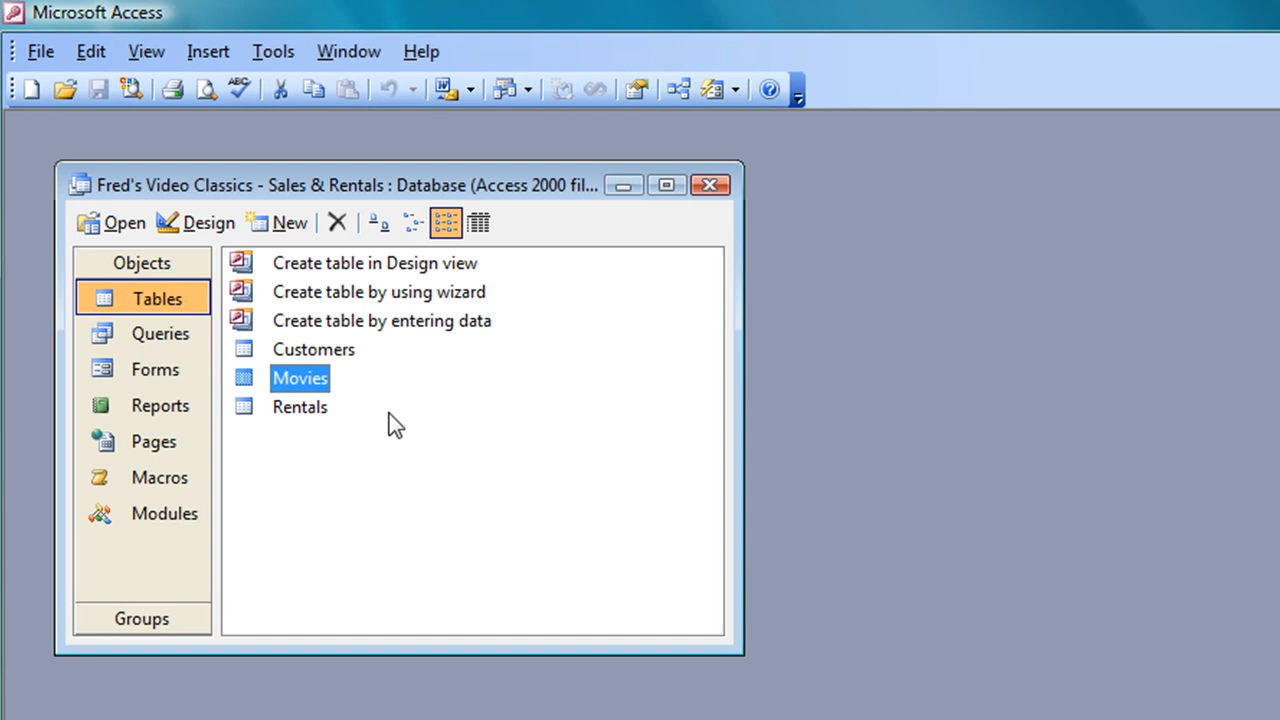 Microsoft Access
File Edit View Insert Tools Window Help
ABC
W
Fred's Video Classics - Sales & Rentals : Database (Access 2000 fil...
Open Design New
Objects
Tables
Queries
Forms
Reports
Pages
Macros
Modules
Groups
Create table in Design view
Create table by using wizard
Create table by entering data
Customers
Movies
Rentals